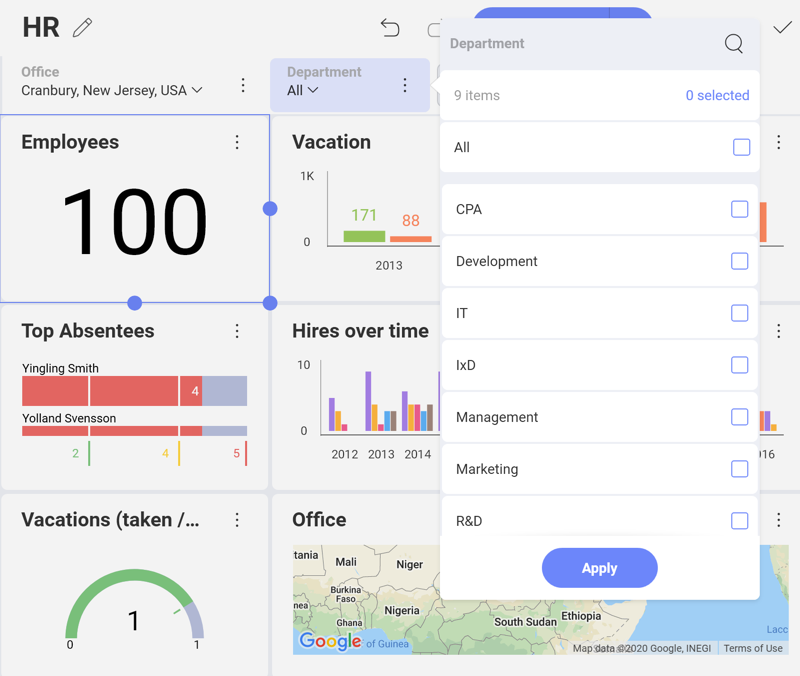 HR
Office
Cranbury, New Jersey, USA
Department
All
Department
9 items
0 selected
All
CPA
Development
IT
IxD
Management
Marketing
R&D
Apply
Employees
100
Vacation
1K
0
171
88
2013
Top Absentees
Yingling Smith
4
Yolland Svensson
2
4
5
Hires over time
10
0
2012
2013
2014
16
Vacations (taken /...
1
0
1
Office
tania
Mali
Niger
Burkina
Faso
nea
Ghana
Nigeria
South Sudan
Ethiopia
Google
of Guinea
Lacc
Map data ©2020 Google, INEGI
Terms of Use